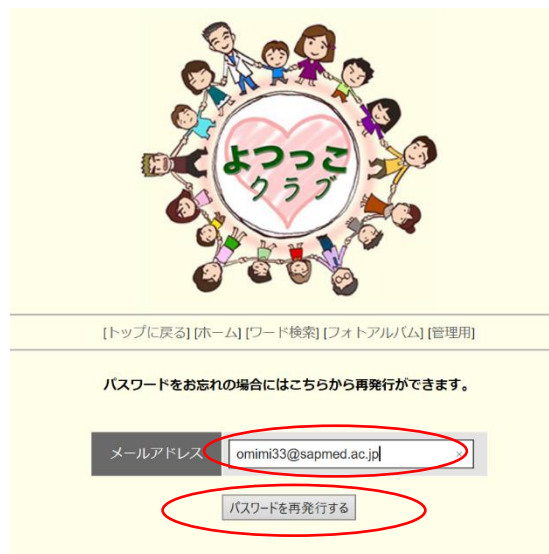 よつっこ
クラブ
[トップに戻る] [ホーム] [ワード検索] [フォトアルバム] [管理用]
パスワードをお忘れの場合にはこちらから再発行ができます。
メールアドレス omimi33@sapmed.ac.jp ×
パスワードを再発行する